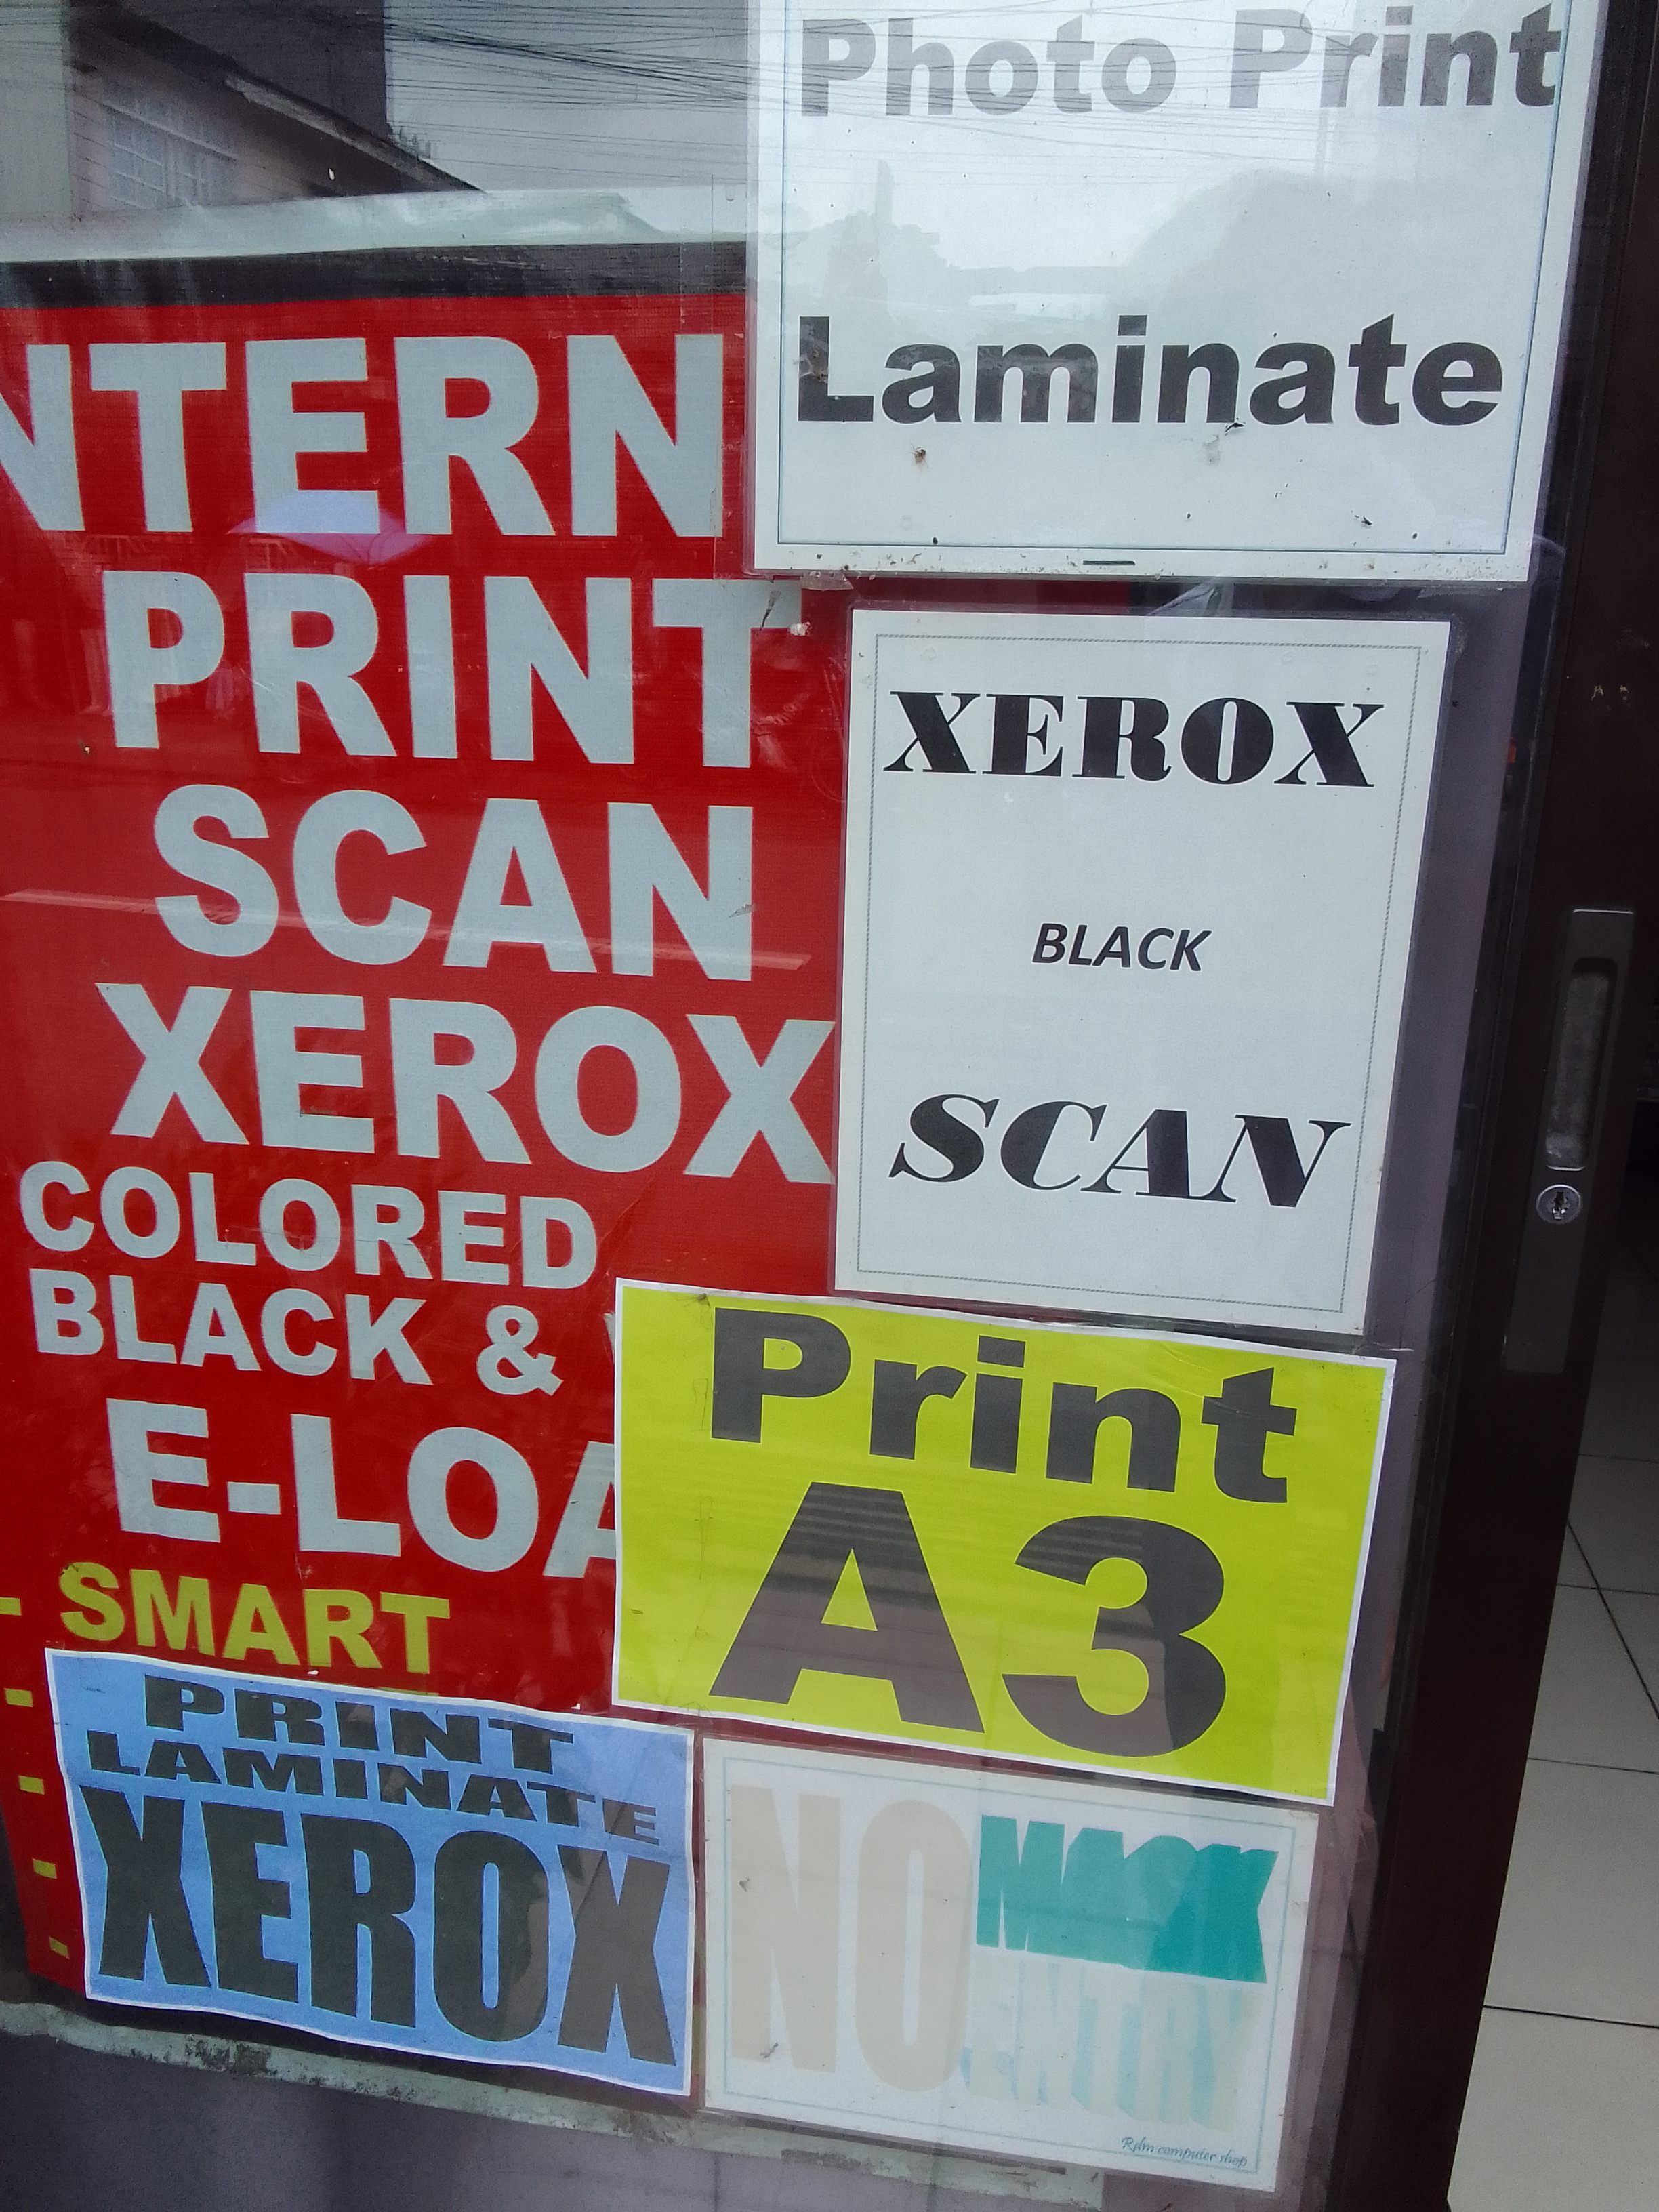 Photo Print
Laminate
NTERN
PRINT
SCAN
XEROX
COLORED
BLACK &
E-LOA
SMART
XEROX
BLACK
SCAN
Print
A3
PRINT
LAMINATE
XEROX
NO
MASK
ENTRY
computer shop